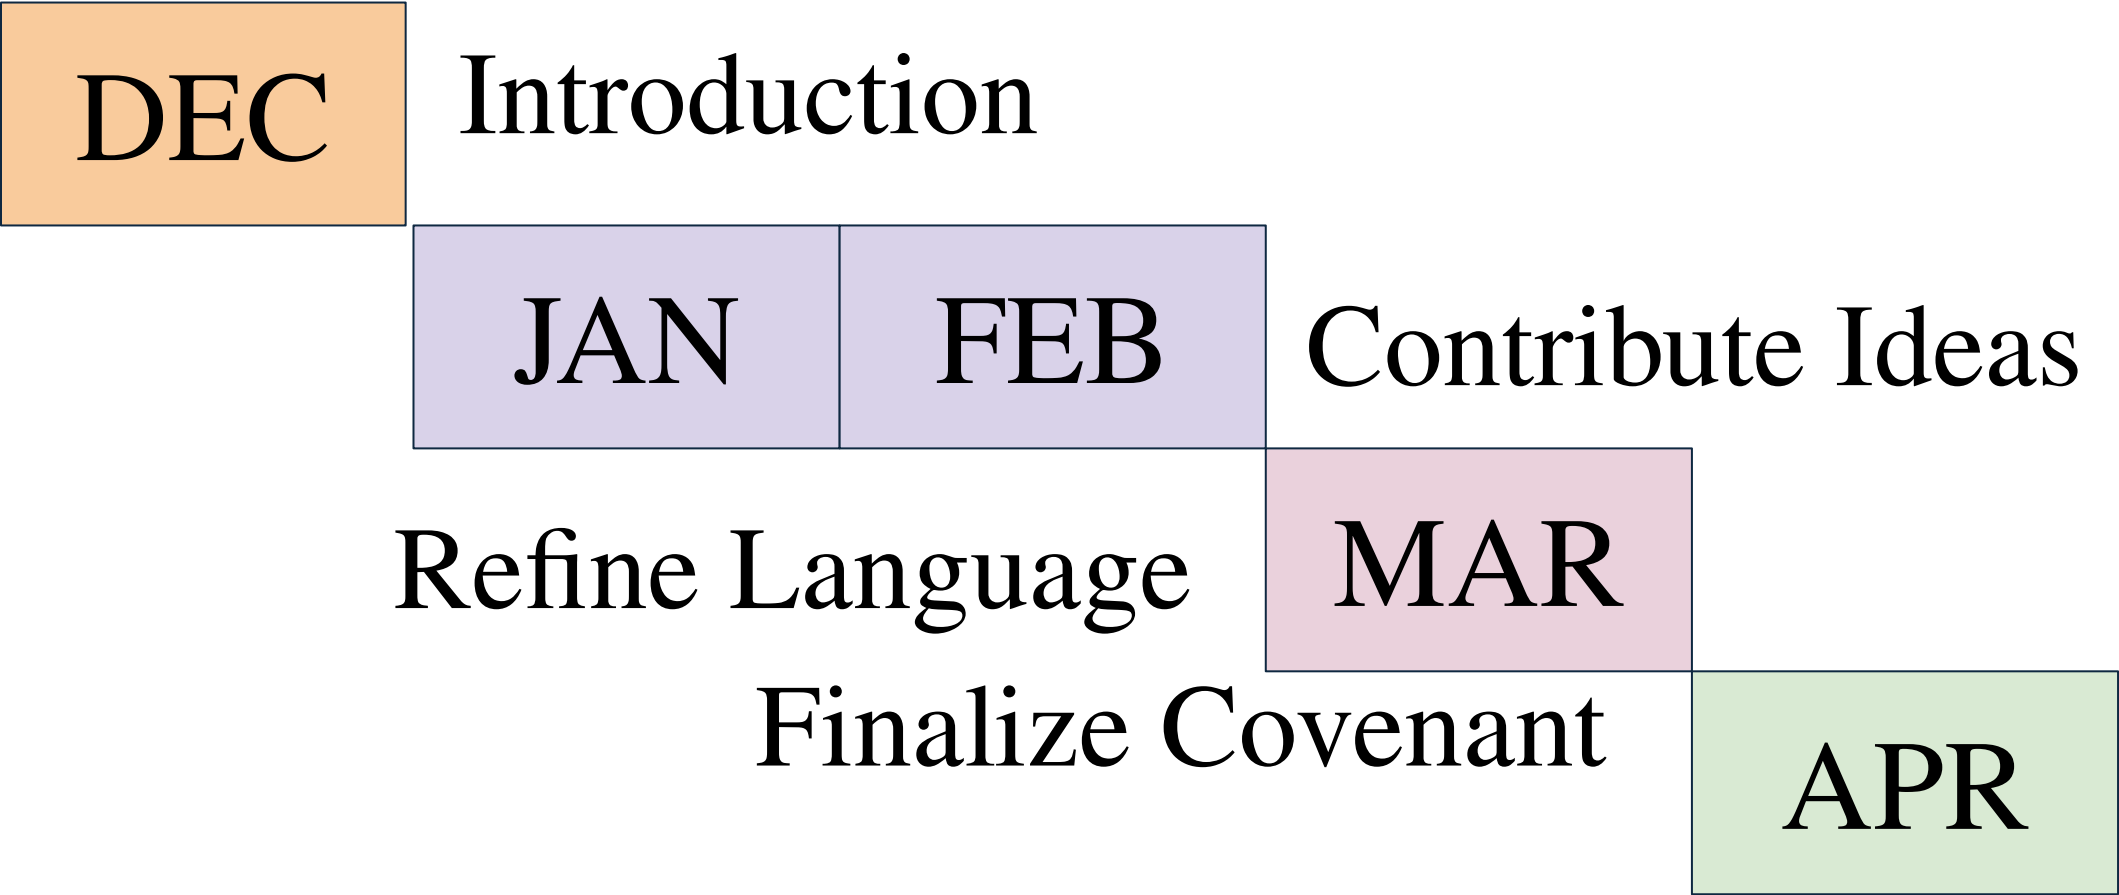 DEC Introduction
JAN FEB Contribute Ideas
Refine Language MAR
Finalize Covenant APR